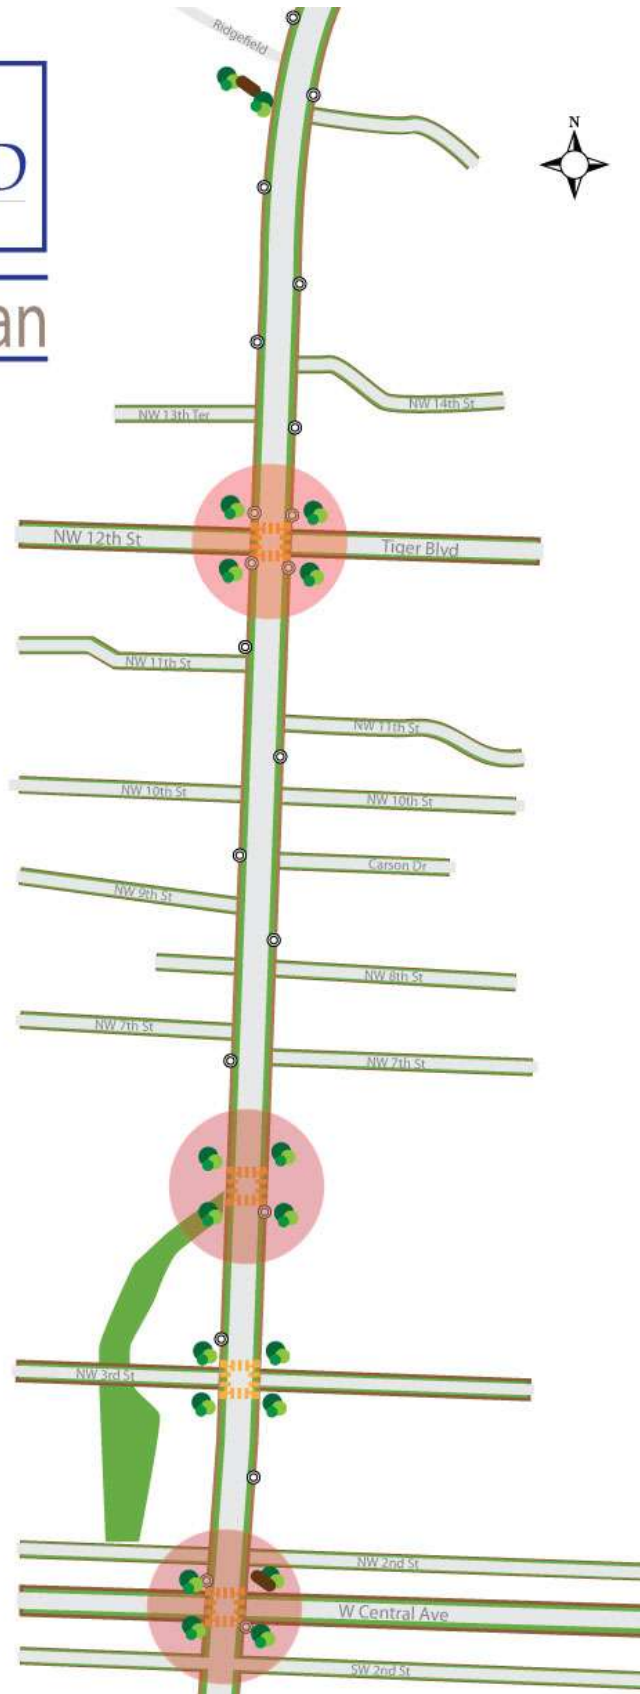 Ridgefield
N
D
an
NW 14th St
NW 13th Ter
NW 12th St
Tiger Blvd
NW 11th St
NW 11th St
NW 10th St
NW 10th St
Carson Dr
NW 9th St
NW 8th St
NW 7th St
NW 7th St
NW 3rd St
NW 2nd St
W Central Ave
SW 2nd St